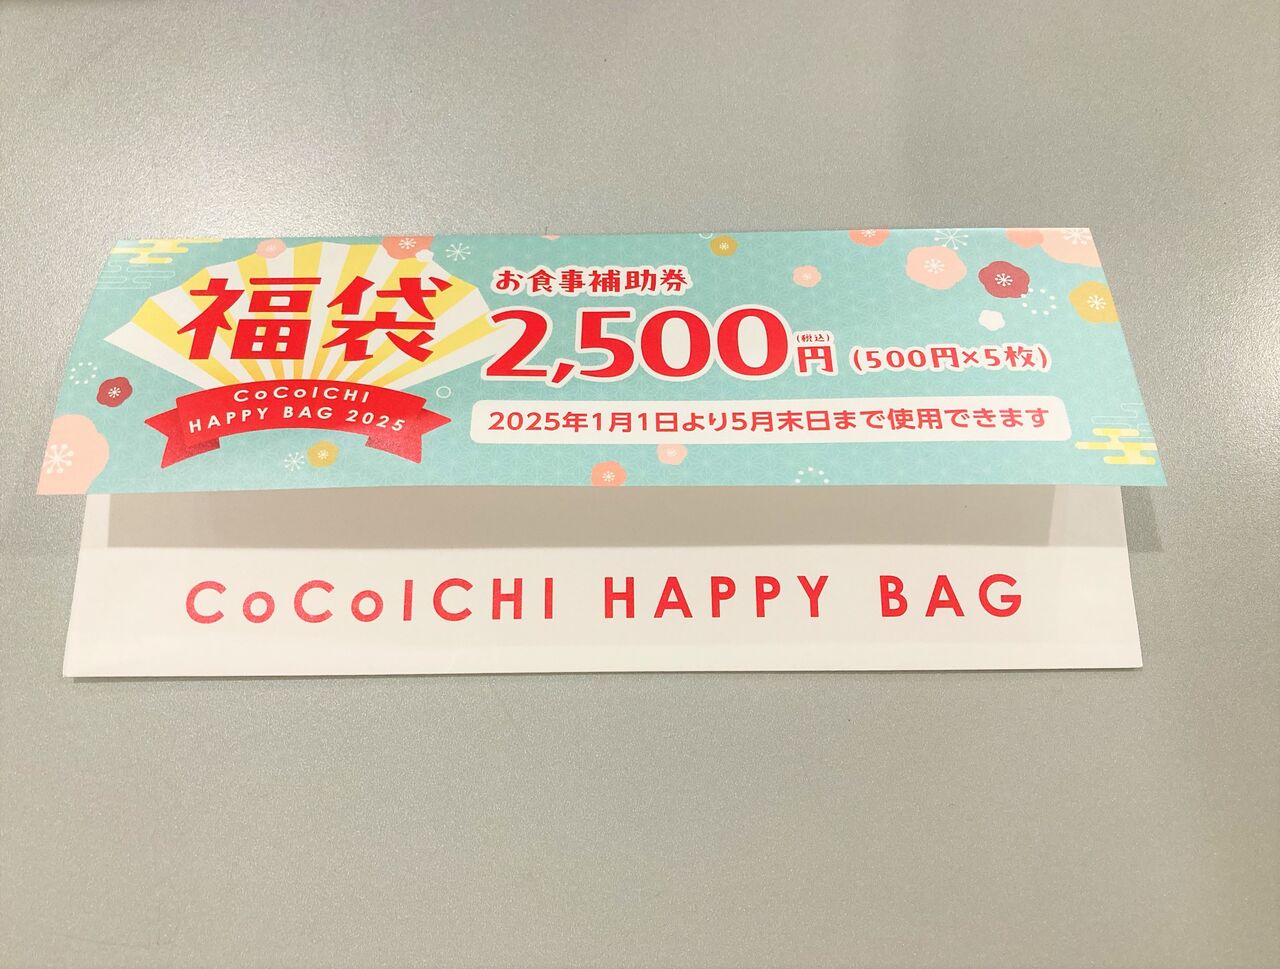 福袋
CoCoICHI
HAPPY BAG 2025
お食事補助券
2,500円(税込) (500円×5枚)
2025年1月1日より5月末日まで使用できます
CoCoICHI HAPPY BAG